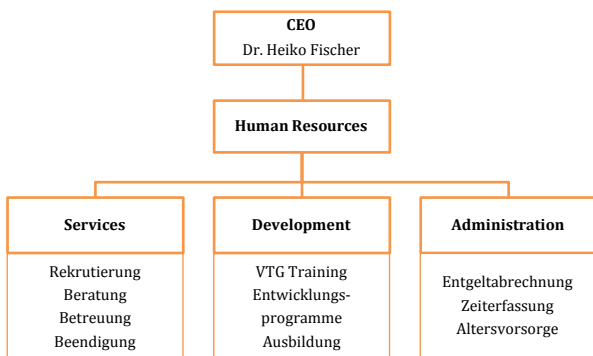 CEO
Dr. Heiko Fischer
Human Resources
Services
Rekrutierung
Beratung
Betreuung
Beendigung
Development
VTG Training
Entwicklungs-
programme
Ausbildung
Administration
Entgeltabrechnung
Zeiterfassung
Altersvorsorge